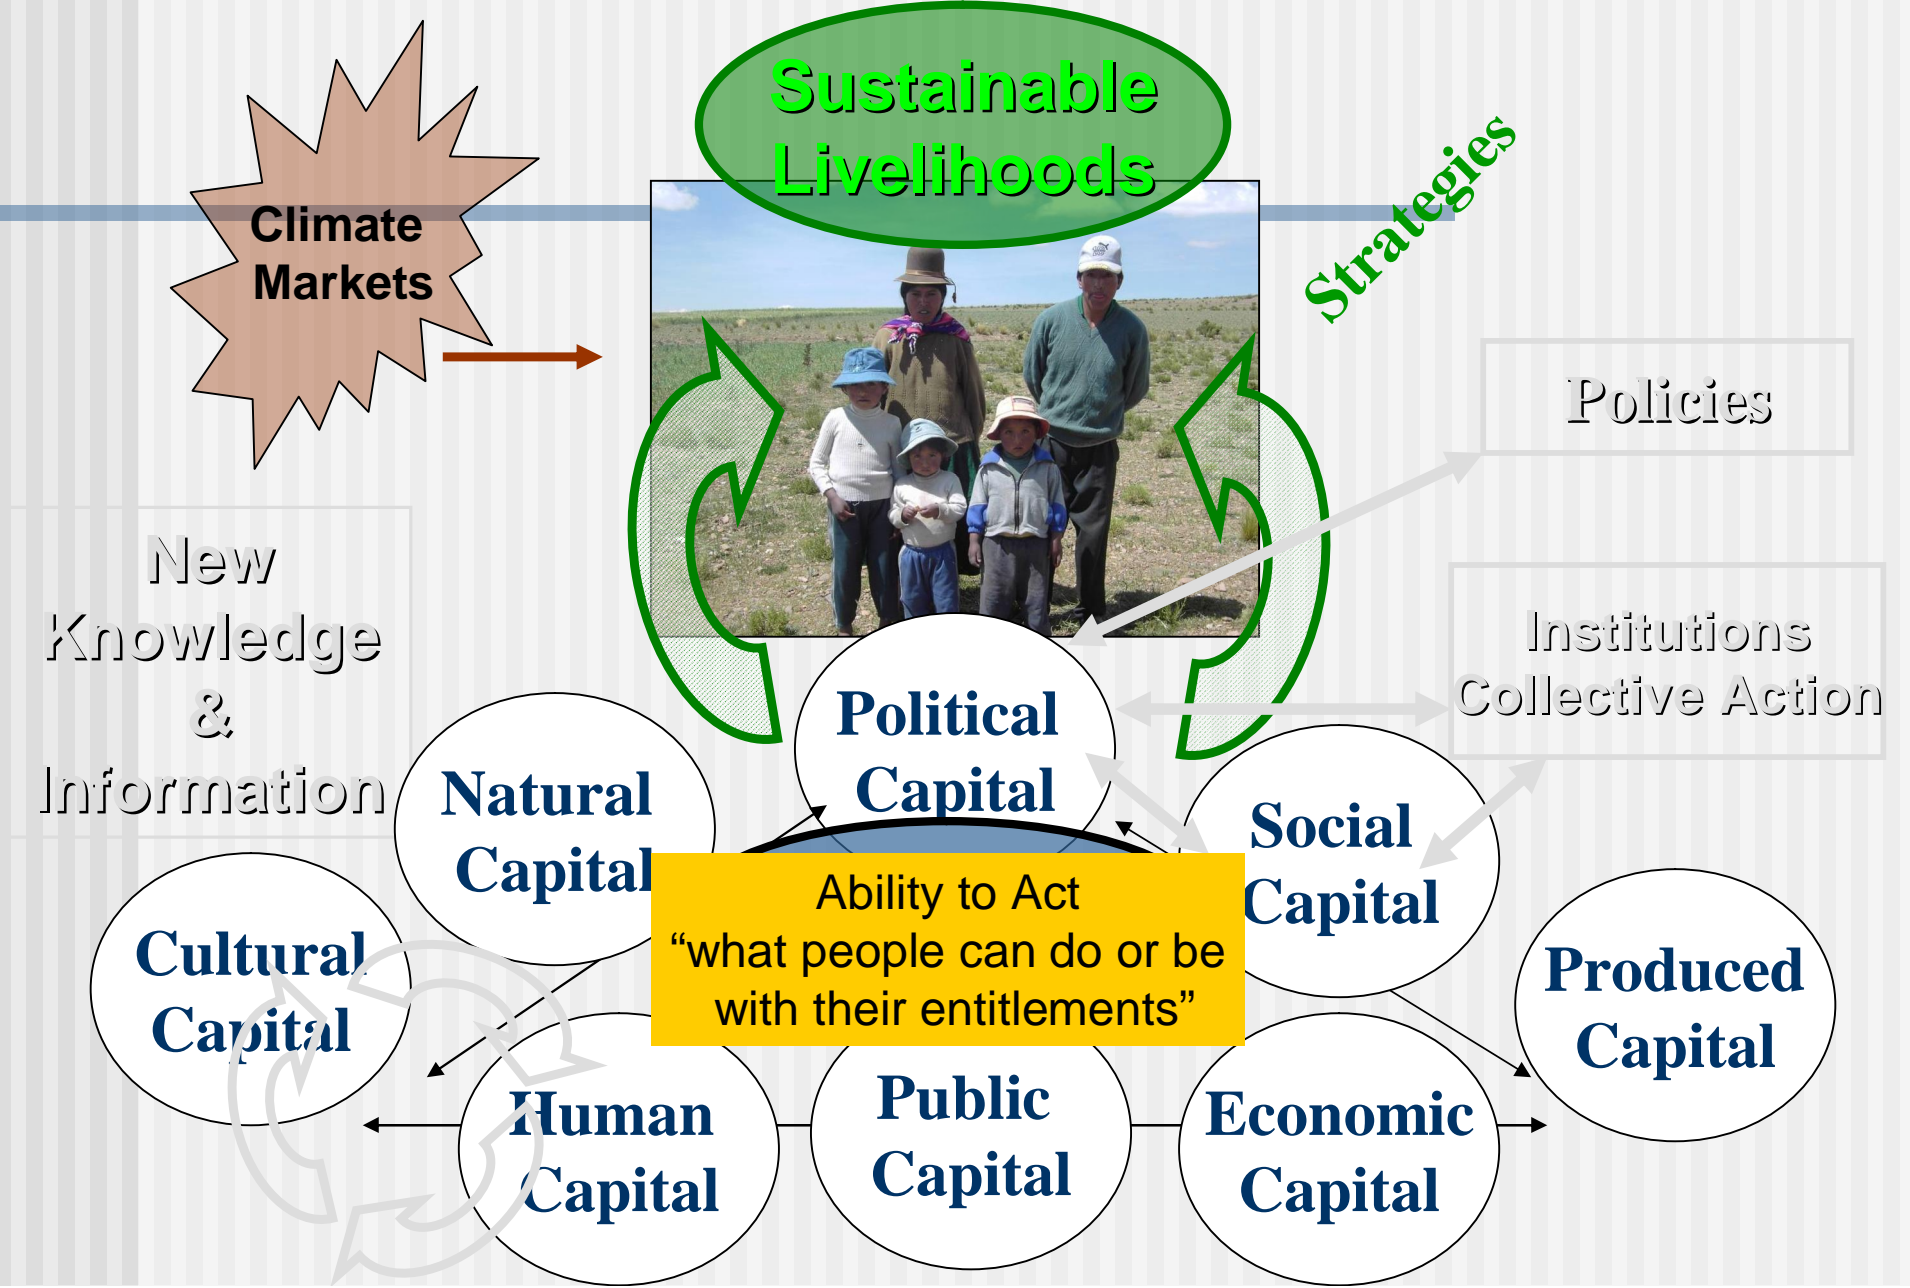 Sustainable
Livelihoods
Climate
Markets
Strategies
Policies
New
Knowledge
&
Information
Institutions
Collective Action
Political
Capital
Natural
Capital
Social
Capital
Ability to Act
“what people can do or be
with their entitlements”
Cultural
Capital
Produced
Capital
Human
Capital
Public
Capital
Economic
Capital